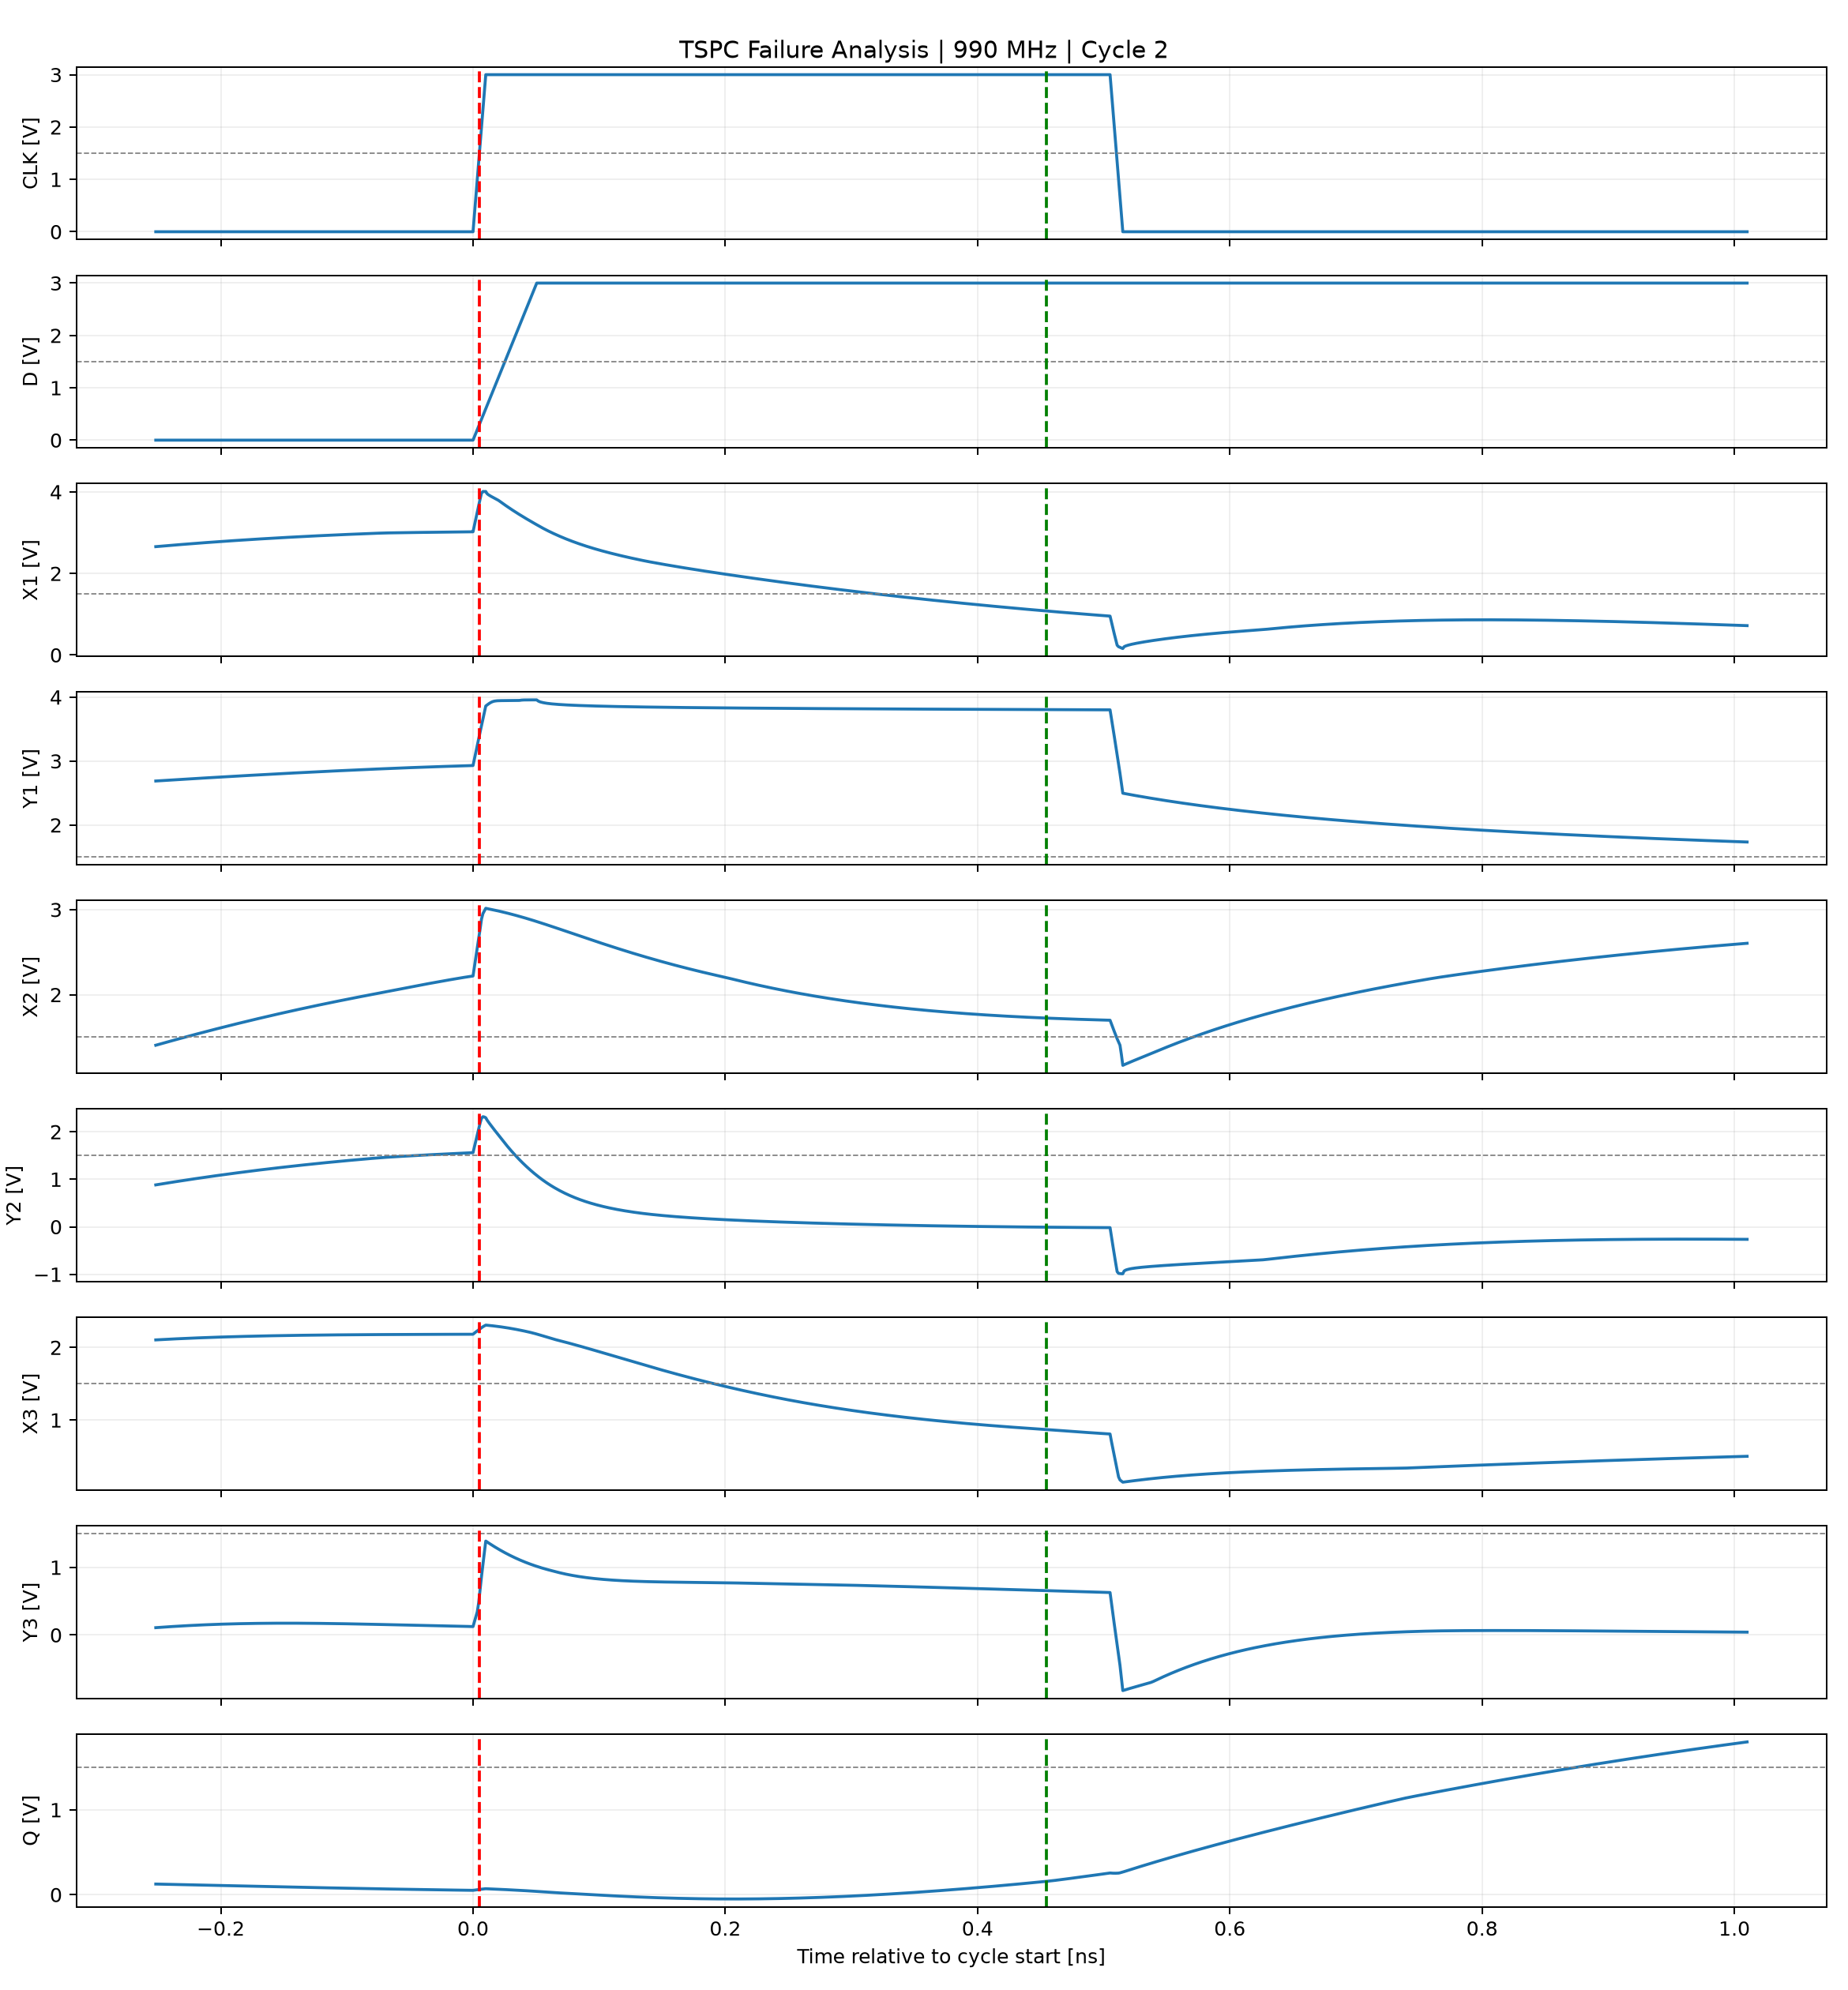 TSPC Failure Analysis | 990 MHz | Cycle 2
3
2
1
0
CLK [V]
3
2
1
0
D [V]
4
2
0
X1 [V]
4
3
2
Y1 [V]
3
2
X2 [V]
2
1
0
−1
Y2 [V]
2
1
X3 [V]
1
0
Y3 [V]
1
0
Q [V]
−0.2 0.0 0.2 0.4 0.6 0.8 1.0
Time relative to cycle start [ns]